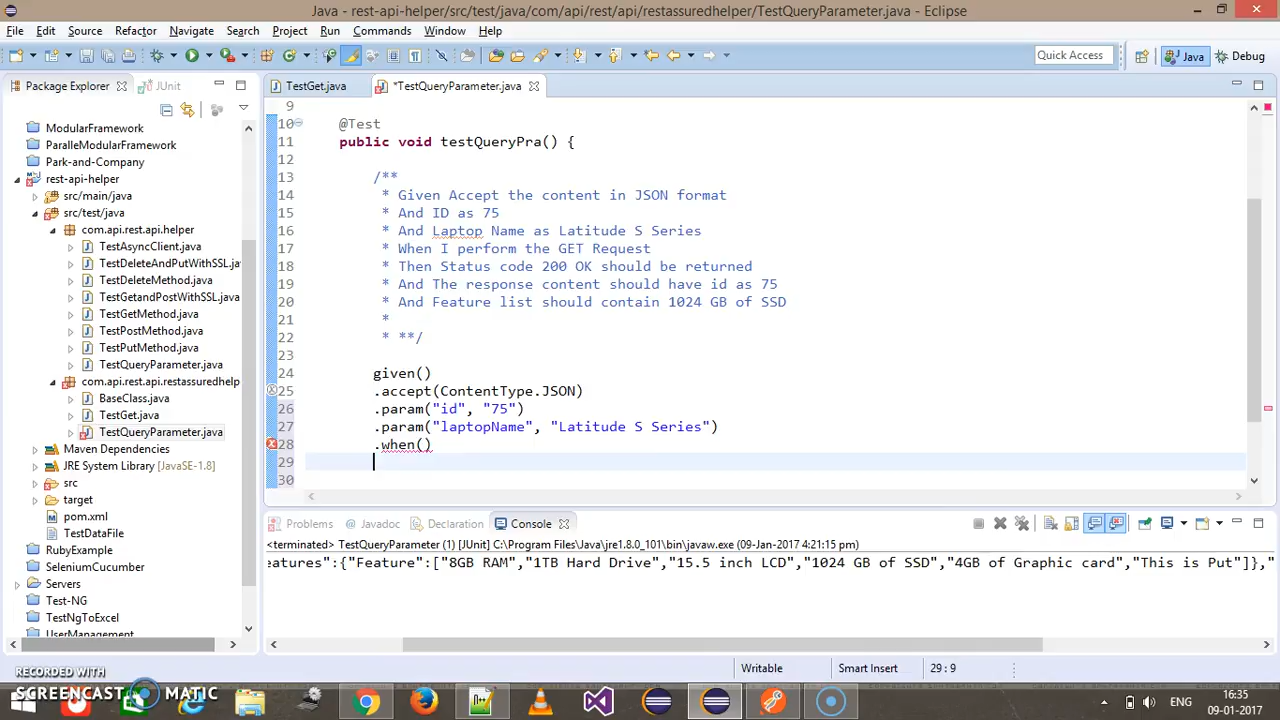 Java - rest-api-helper/src/test/java/com/api/rest/api/restassuredhelper/TestQueryParameter.java - Eclipse
File Edit Source Refactor Navigate Search Project Run Commands Window Help
Quick Access
Java
Debug
Package Explorer
JUnit
TestGet.java
*TestQueryParameter.java
ModularFramework
ParalleModularFramework
Park-and-Company
rest-api-helper
src/main/java
src/test/java
com.api.rest.api.helper
TestAsyncClient.java
TestDeleteAndPutWithSSL.ja
TestDeleteMethod.java
TestGetandPostWithSSL.java
TestGetMethod.java
TestPostMethod.java
TestPutMethod.java
TestQueryParameter.java
com.api.rest.api.restassuredhelp
BaseClass.java
TestGet.java
TestQueryParameter.java
Maven Dependencies
JRE System Library [JavaSE-1.8]
src
target
pom.xml
TestDataFile
RubyExample
SeleniumCucumber
Servers
Test-NG
TestNgToExcel
UserManagement
9
10 @Test
11 public void testQueryPra() {
12
13 /**
14 * Given Accept the content in JSON format
15 * And ID as 75
16 * And Laptop Name as Latitude S Series
17 * When I perform the GET Request
18 * Then Status code 200 OK should be returned
19 * And The response content should have id as 75
20 * And Feature list should contain 1024 GB of SSD
21 *
22 * **/
23
24 given()
25 .accept(ContentType.JSON)
26 .param("id", "75")
27 .param("laptopName", "Latitude S Series")
28 .when()
29
30
Problems Javadoc Declaration Console
<terminated> TestQueryParameter (1) [JUnit] C:\Program Files\Java\jre1.8.0_101\bin\javaw.exe (09-Jan-2017 4:21:15 pm)
eatures":{"Feature":["8GB RAM","1TB Hard Drive","15.5 inch LCD","1024 GB of SSD","4GB of Graphic card","This is Put"]},"
Writable
Smart Insert
29 : 9
RECORDED WITH
SCREENCAST MATIC
ENG
16:35
09-01-2017